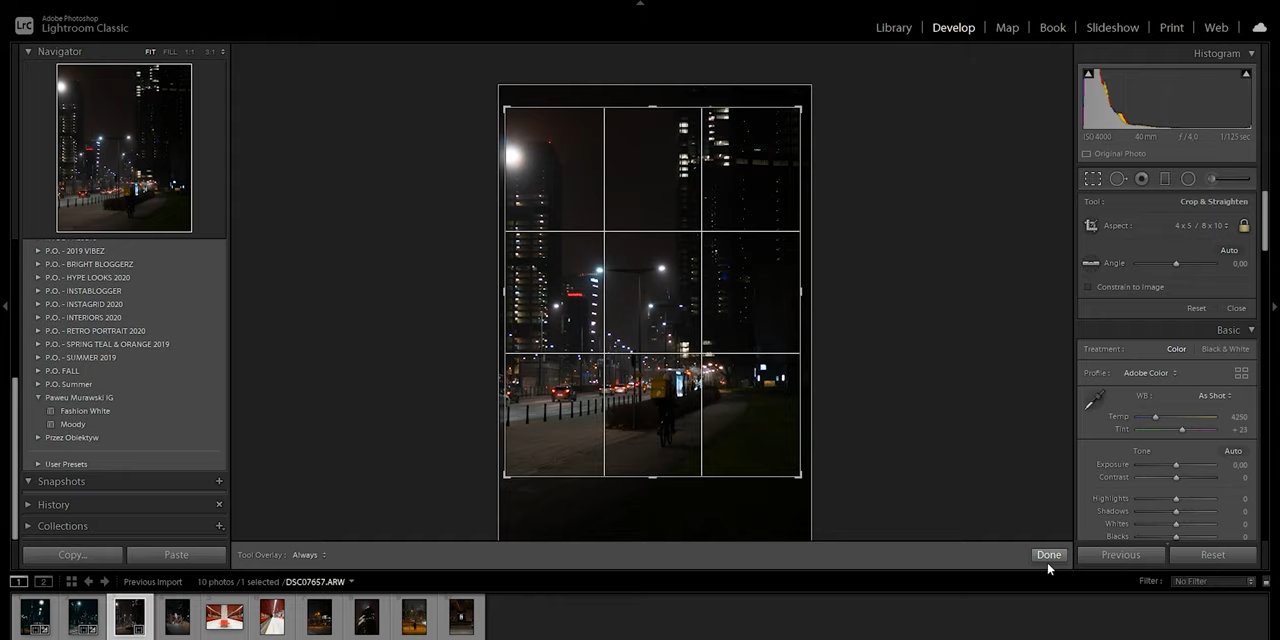 Lrc
Adobe Photoshop
Lightroom Classic
Library
Develop
Map
Book
Slideshow
Print
Web
Navigator
FIT
FILL
1:1
3:1
P.O. - 2019 VIBEZ
P.O. - BRIGHT BLOGGERZ
P.O. - HYPE LOOKS 2020
P.O. - INSTABLOGGER
P.O. - INSTAGRID 2020
P.O. - INTERIORS 2020
P.O. - RETRO PORTRAIT 2020
P.O. - SPRING TEAL & ORANGE 2019
P.O. - SUMMER 2019
P.O. FALL
P.O. Summer
Paweu Murawski IG
Fashion White
Moody
Przez Obiektyw
User Presets
Snapshots
History
Collections
Copy...
Paste
Tool Overlay : Always
Done
Histogram
ISO 4000 40 mm ƒ / 4,0 1/125 sec
Original Photo
Tool : Crop & Straighten
Aspect : 4 x 5 / 8 x 10
Auto
Angle 0,00
Constrain to Image
Reset Close
Basic
Treatment : Color Black & White
Profile : Adobe Color
WB : As Shot
Temp 4250
Tint + 23
Tone Auto
Exposure 0,00
Contrast 0
Highlights 0
Shadows 0
Whites 0
Blacks 0
Previous
Reset
1 2 Previous Import 10 photos / 1 selected / DSC07657.ARW
Filter : No Filter